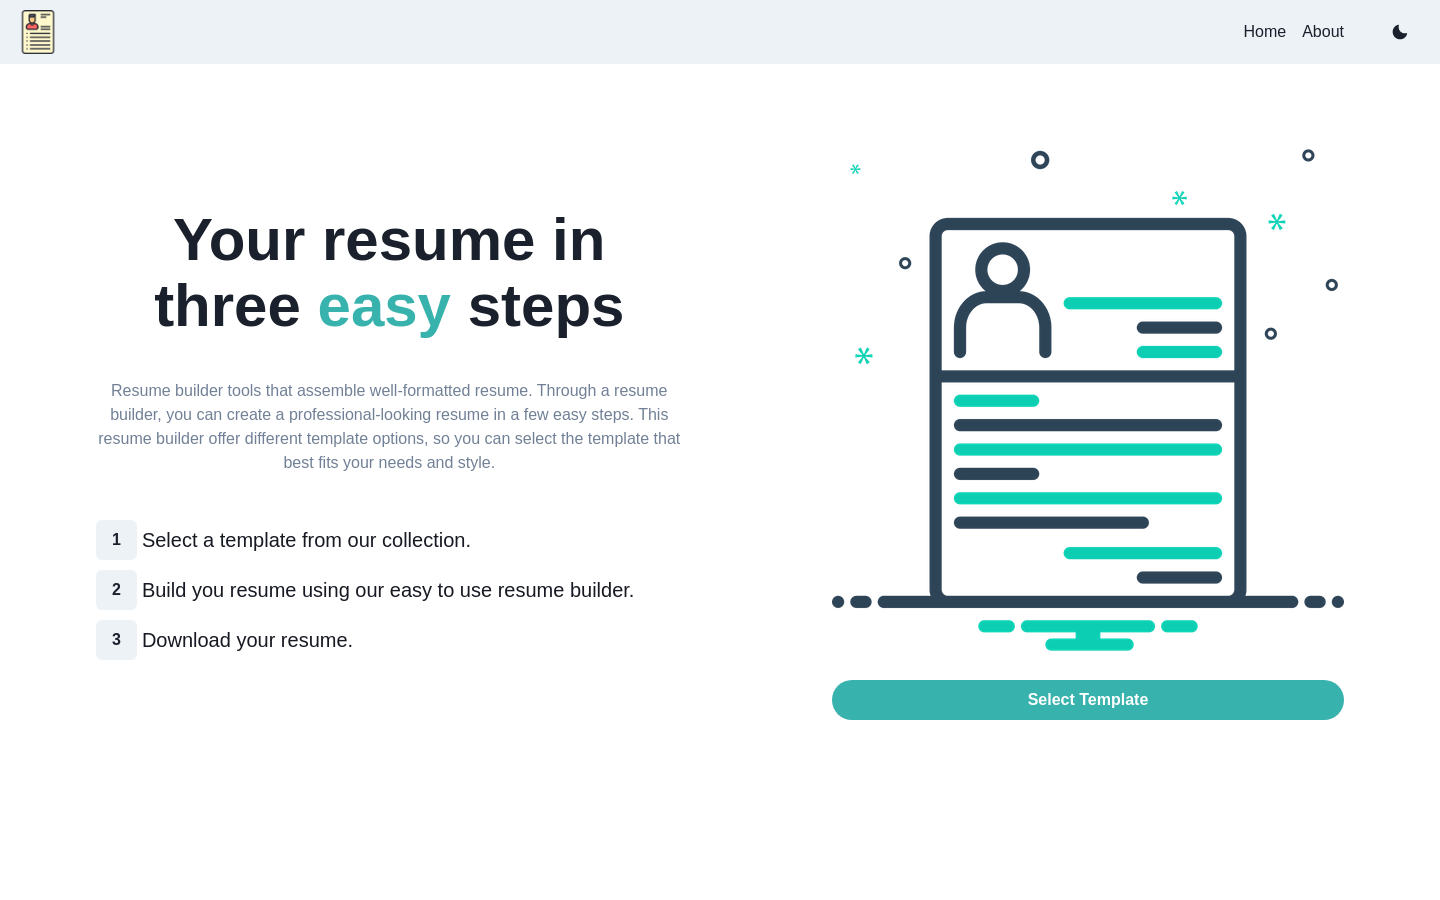 Home About
Your resume in
three easy steps
Resume builder tools that assemble well-formatted resume. Through a resume
builder, you can create a professional-looking resume in a few easy steps. This
resume builder offer different template options, so you can select the template that
best fits your needs and style.
1 Select a template from our collection.
2 Build you resume using our easy to use resume builder.
3 Download your resume.
Select Template